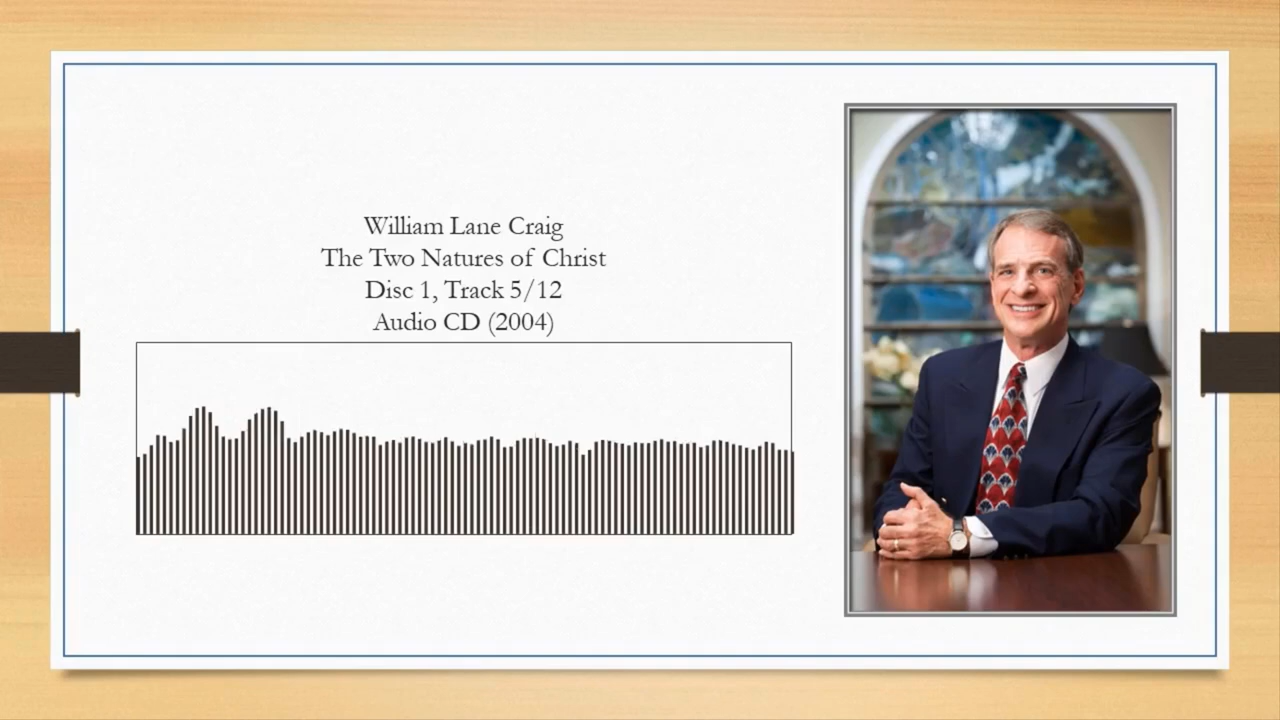 William Lane Craig
The Two Natures of Christ
Disc 1, Track 5/12
Audio CD (2004)